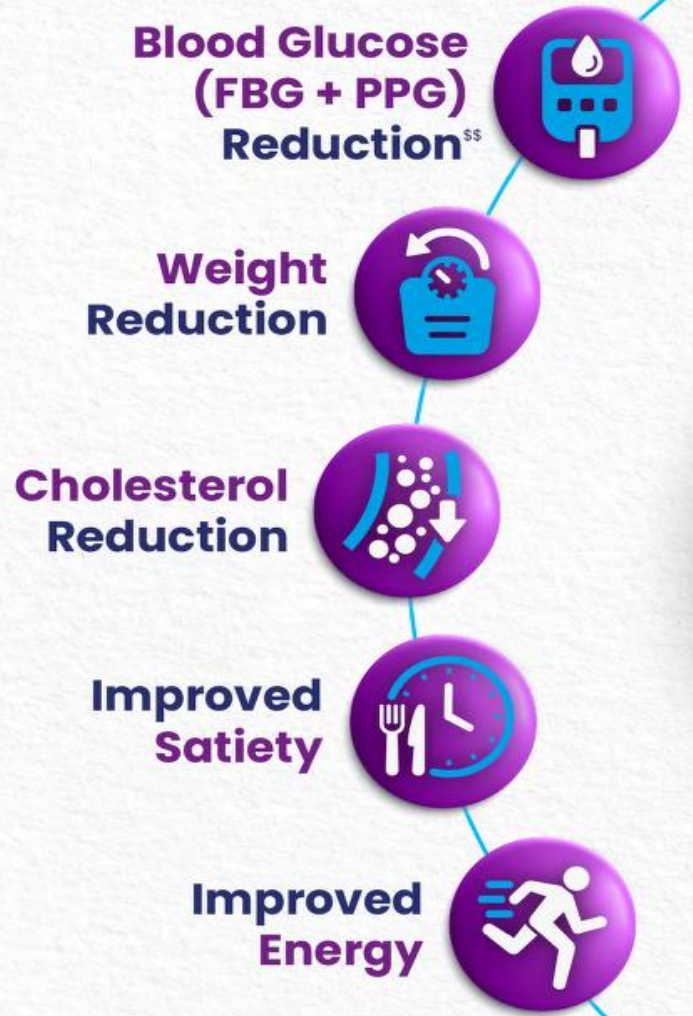 Blood Glucose
(FBG + PPG)
Reduction$$
Weight
Reduction
Cholesterol
Reduction
Improved
Satiety
Improved
Energy